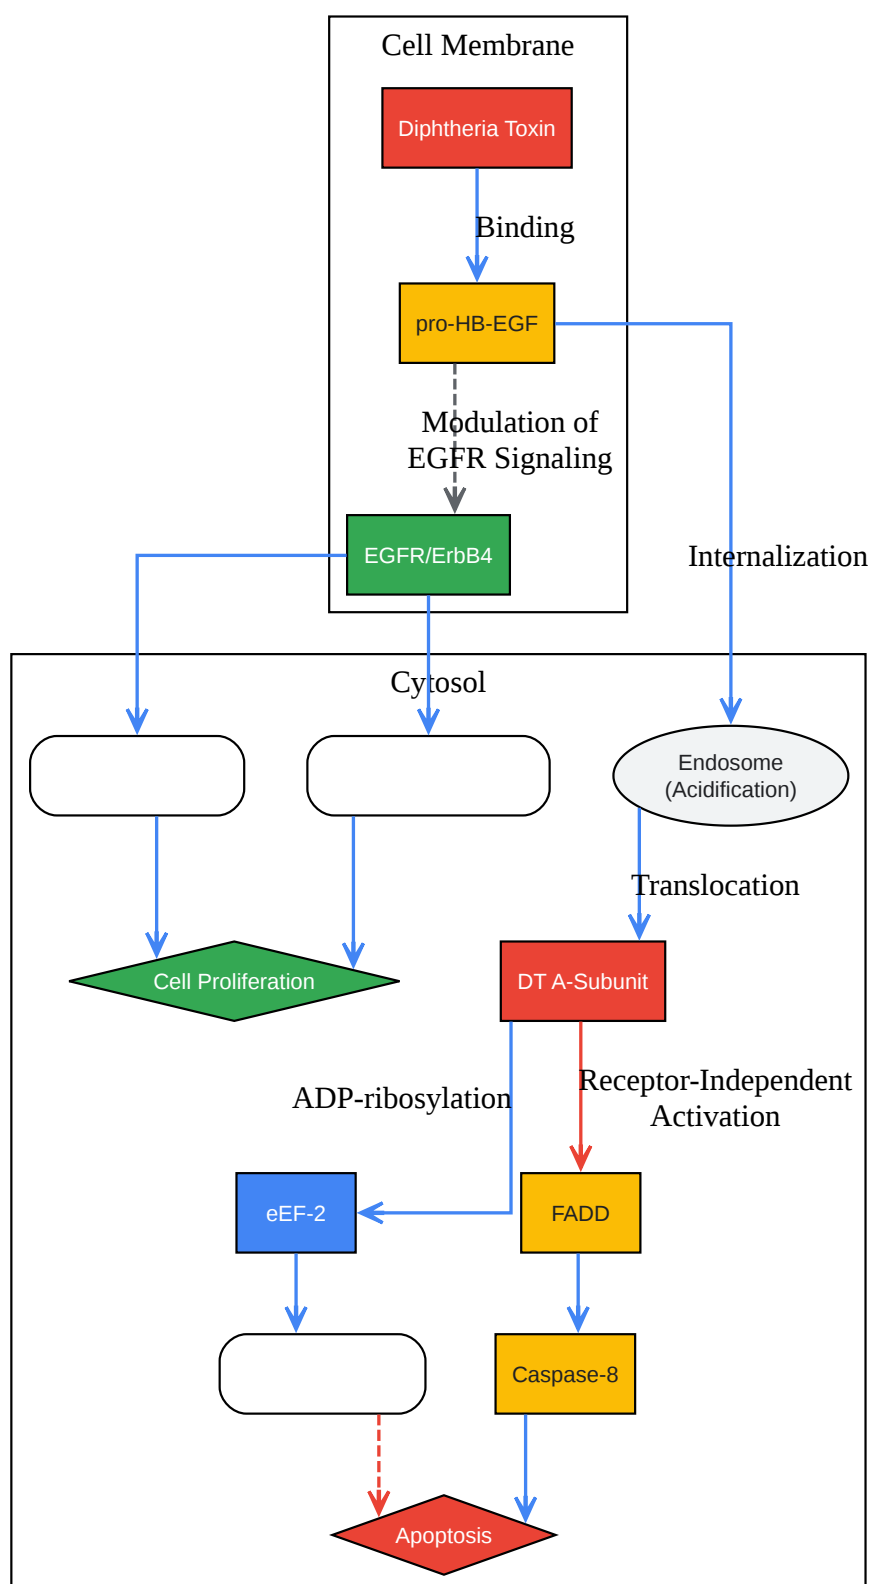 Cell Membrane
Diphtheria Toxin
Binding
pro-HB-EGF
Modulation of
EGFR Signaling
EGFR/ErbB4
Internalization
Cytosol
Endosome
(Acidification)
Translocation
Cell Proliferation
DT A-Subunit
ADP-ribosylation
Receptor-Independent
Activation
eEF-2
FADD
Caspase-8
Apoptosis